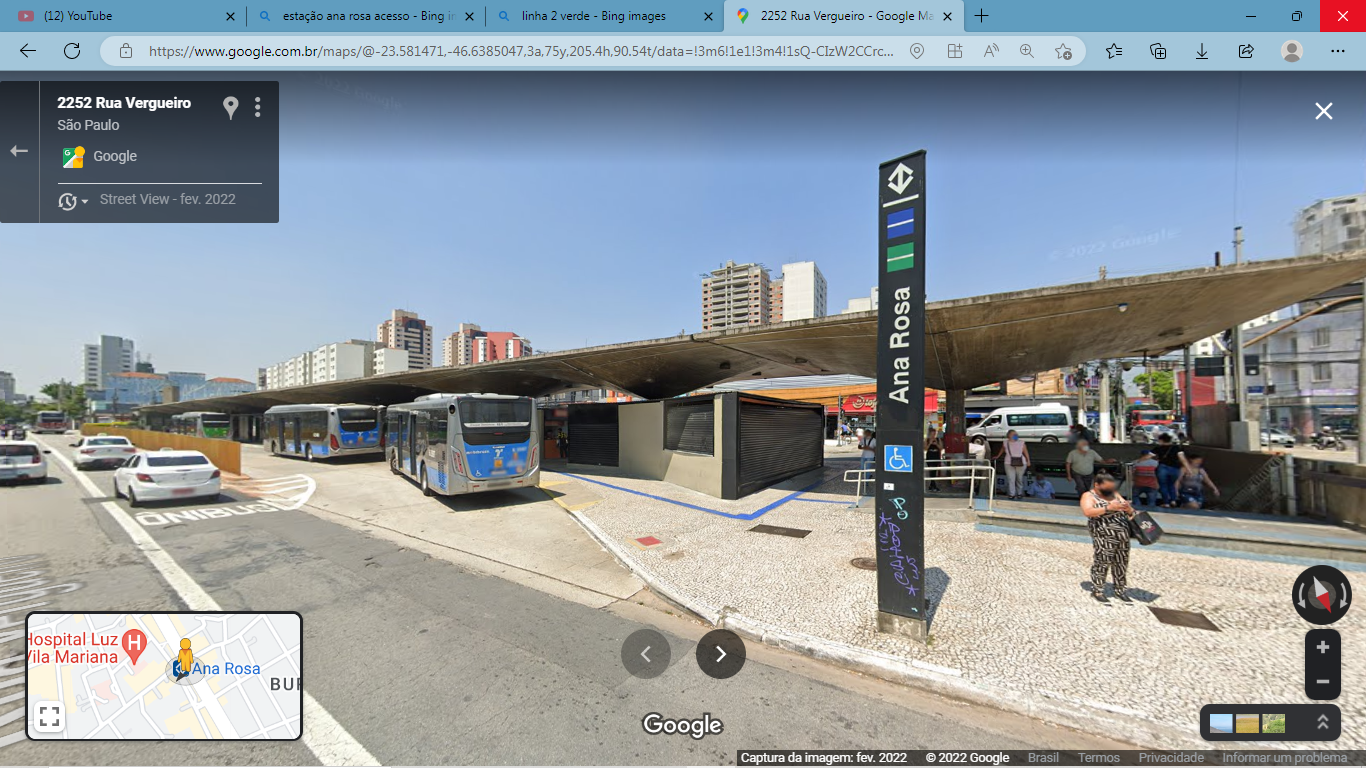 (12) YouTube
estação ana rosa acesso - Bing i
linha 2 verde - Bing images
2252 Rua Vergueiro - Google Ma
https://www.google.com.br/maps/@-23.581471,-46.6385047,3a,75y,205.4h,90.54t/data=!3m6!1e1!3m4!1sQ-CIzW2CCrc...
2252 Rua Vergueiro
São Paulo
Google
Street View - fev. 2022
© 2022 Google
Ana Rosa
ÔNIBUS
Hospital Luz
Vila Mariana
H
Ana Rosa
BUR
Google
Captura da imagem: fev. 2022
© 2022 Google
Brasil
Termos
Privacidade
Informar um problema